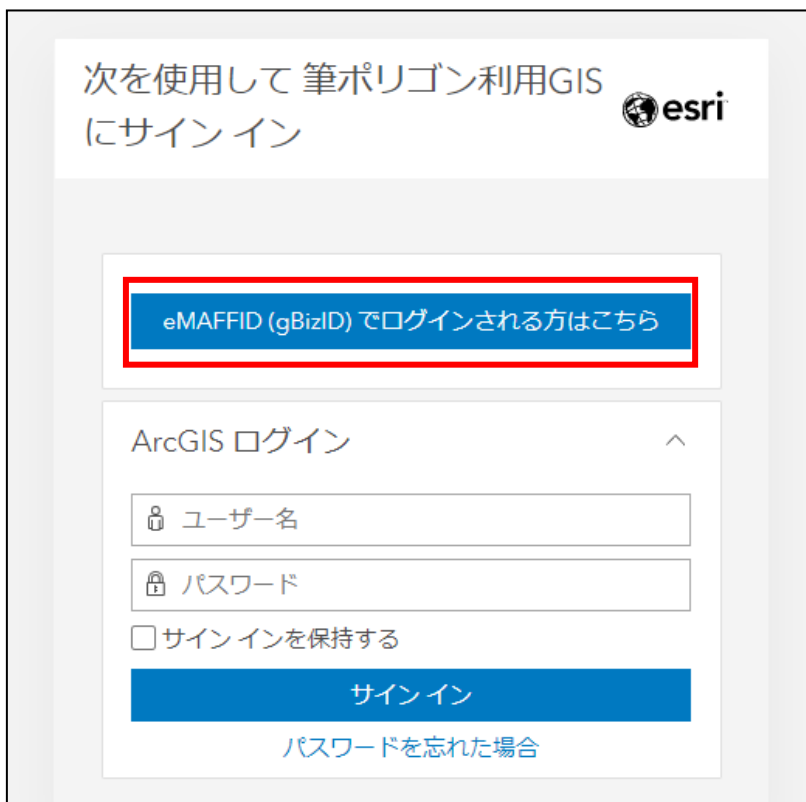 次を使用して 筆ポリゴン利用GIS
にサイン イン
esri
eMAFFID (gBizID) でログインされる方はこちら
ArcGIS ログイン
ユーザー名
パスワード
サイン インを保持する
サイン イン
パスワードを忘れた場合